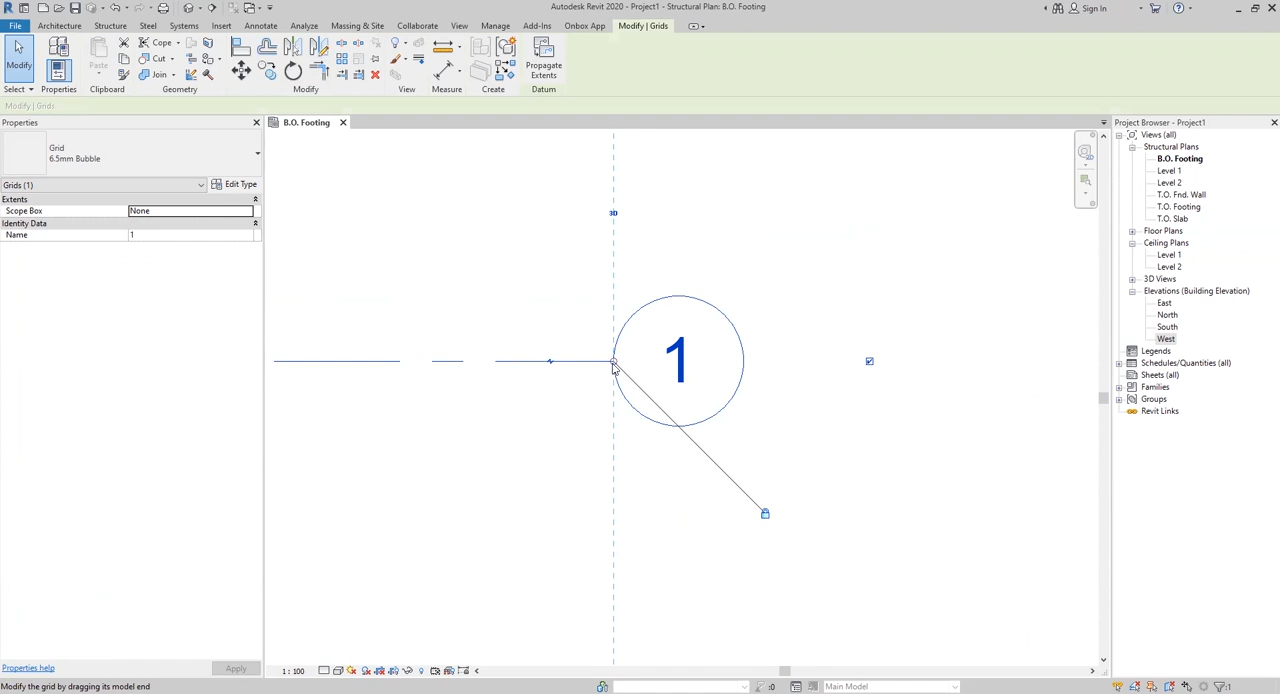 Autodesk Revit 2020 - Project1 - Structural Plan: B.O. Footing
Sign In
File Architecture Structure Steel Systems Insert Annotate Analyze Massing & Site Collaborate View Manage Add-Ins Onbox App Modify | Grids
Modify
Paste
Cope
Cut
Join
Propagate
Extents
Select Properties Clipboard Geometry Modify View Measure Create Datum
Modify | Grids
Properties
B.O. Footing
Project Browser - Project1
Grid
6.5mm Bubble
Grids (1)
Edit Type
Extents
Scope Box None
Identity Data
Name 1
3D
1
Views (all)
Structural Plans
B.O. Footing
Level 1
Level 2
T.O. Fnd. Wall
T.O. Footing
T.O. Slab
Floor Plans
Ceiling Plans
Level 1
Level 2
3D Views
Elevations (Building Elevation)
East
North
South
West
Legends
Schedules/Quantities (all)
Sheets (all)
Families
Groups
Revit Links
Properties help
Apply
1 : 100
Modify the grid by dragging its model end
:0
Main Model
:1